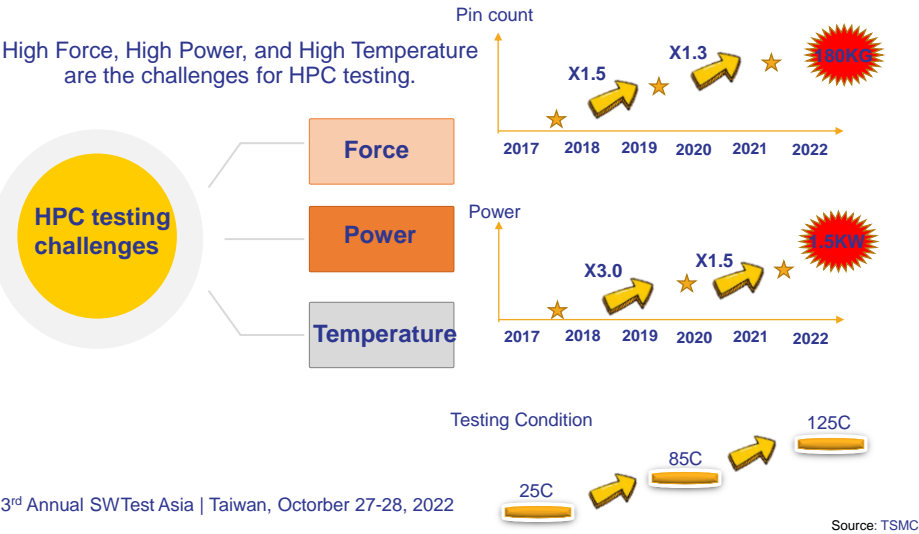 High Force, High Power, and High Temperature
are the challenges for HPC testing.
HPC testing
challenges
Force
Power
Temperature
Pin count
X1.5
X1.3
180KG
2017 2018 2019 2020 2021 2022
Power
X3.0
X1.5
1.5KW
2017 2018 2019 2020 2021 2022
Testing Condition
25C
85C
125C
3rd Annual SWTest Asia | Taiwan, Octorber 27-28, 2022
Source: TSMC